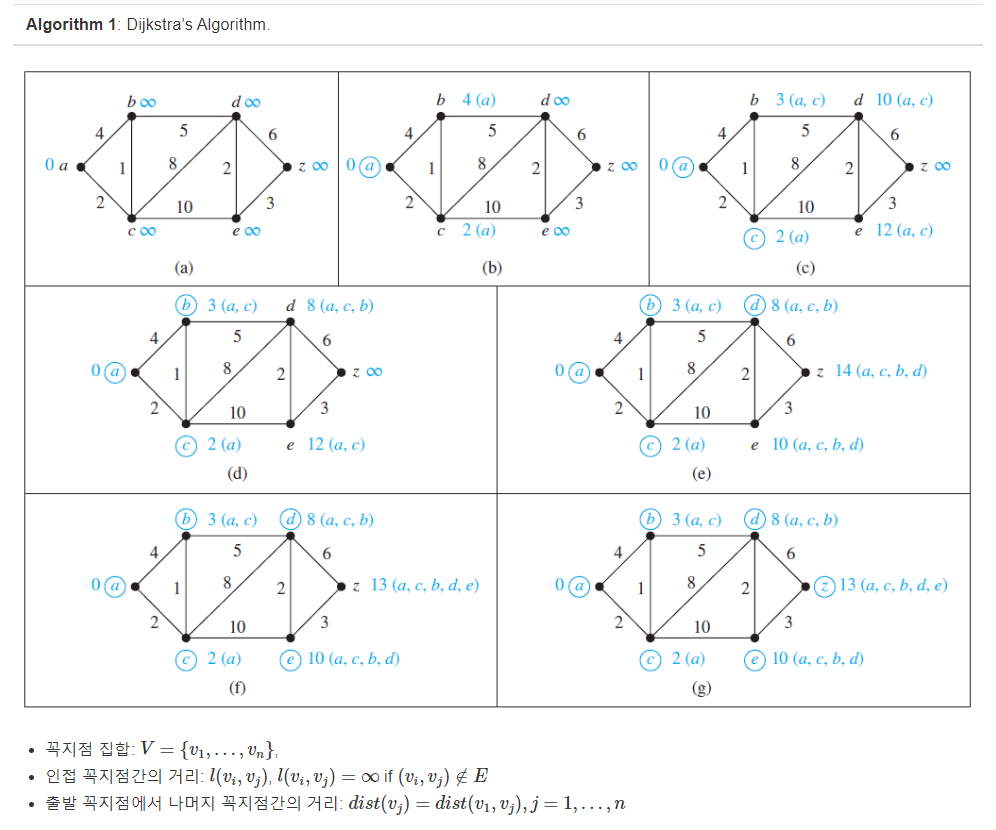 Algorithm 1: Dijkstra's Algorithm.
b ∞ d ∞
4 5 6
0 a 1 8 2 z ∞
2 10 3
c ∞ e ∞
(a)
b 4 (a) d ∞
4 5 6
0 a 1 8 2 z ∞
2 10 3
c 2 (a) e ∞
(b)
b 3 (a, c) d 10 (a, c)
4 5 6
0 a 1 8 2 z ∞
2 10 3
c 2 (a) e 12 (a, c)
(c)
b 3 (a, c) d 8 (a, c, b)
4 5 6
0 a 1 8 2 z ∞
2 10 3
c 2 (a) e 12 (a, c)
(d)
b 3 (a, c) d 8 (a, c, b)
4 5 6
0 a 1 8 2 z 14 (a, c, b, d)
2 10 3
c 2 (a) e 10 (a, c, b, d)
(e)
b 3 (a, c) d 8 (a, c, b)
4 5 6
0 a 1 8 2 z 13 (a, c, b, d, e)
2 10 3
c 2 (a) e 10 (a, c, b, d)
(f)
b 3 (a, c) d 8 (a, c, b)
4 5 6
0 a 1 8 2 z 13 (a, c, b, d, e)
2 10 3
c 2 (a) e 10 (a, c, b, d)
(g)
• 꼭지점 집합: V = {v₁, . . . , vₙ},
• 인접 꼭지점간의 거리: l(vᵢ, vⱼ), l(vᵢ, vⱼ) = ∞ if (vᵢ, vⱼ) ∉ E
• 출발 꼭지점에서 나머지 꼭지점간의 거리: dist(vⱼ) = dist(v₁, vⱼ), j = 1, . . . , n